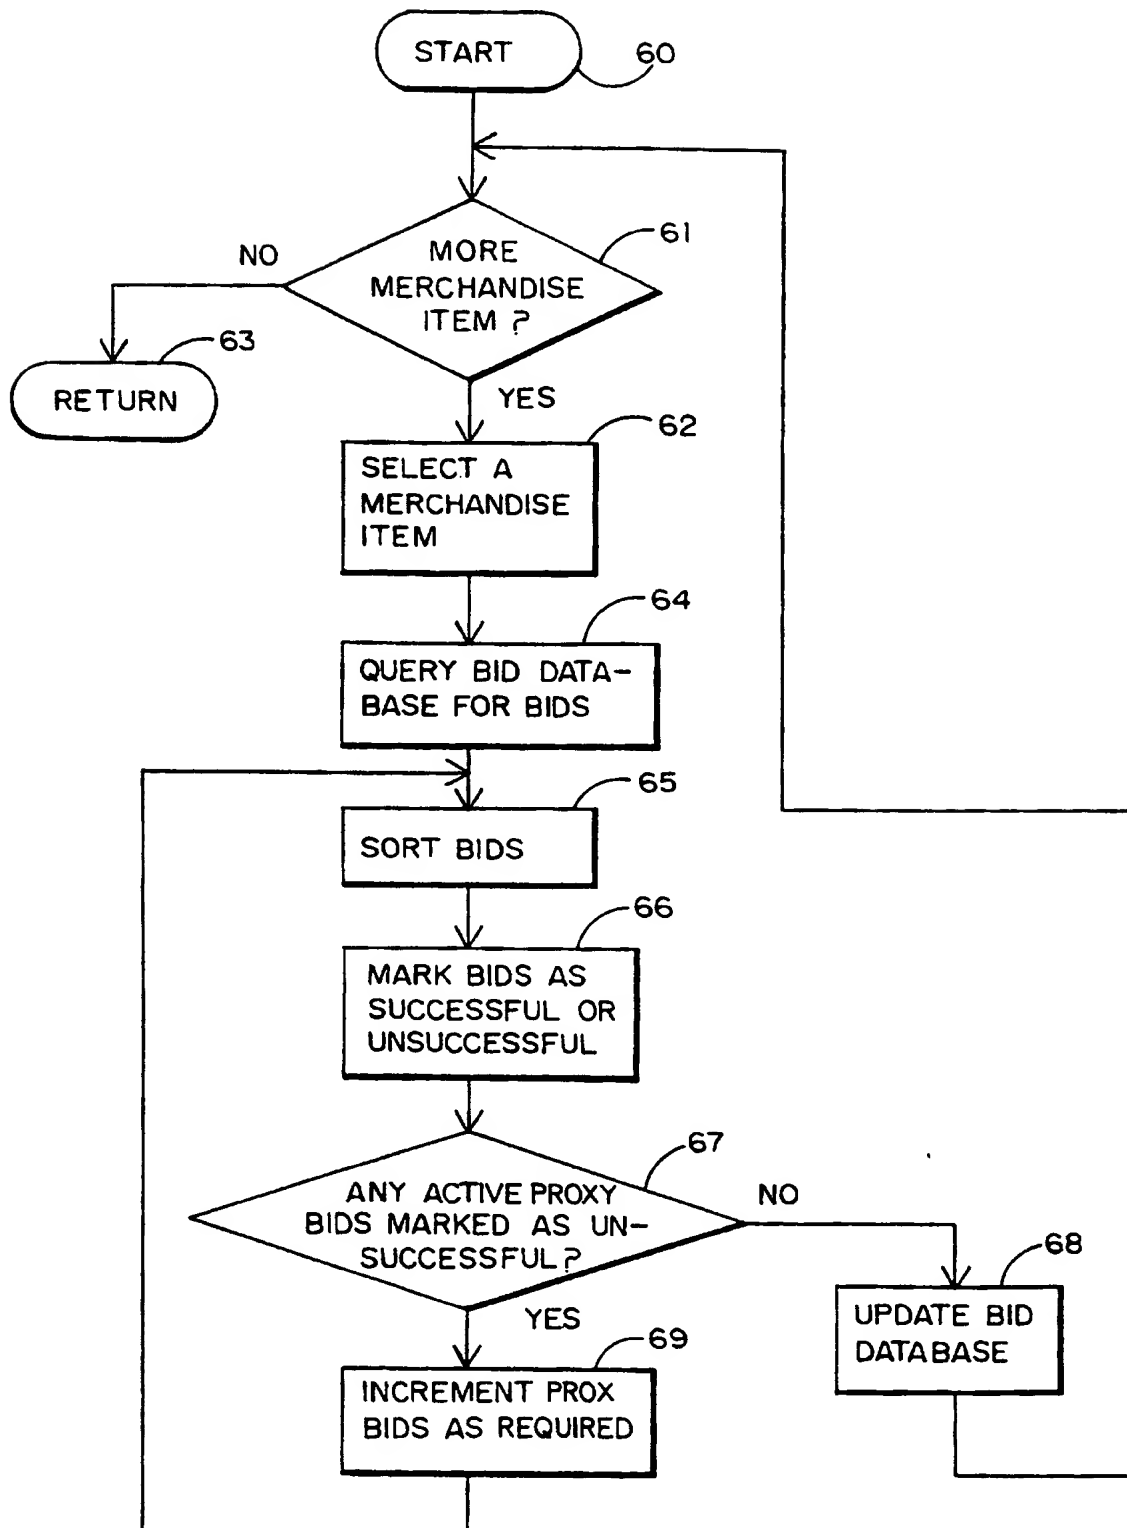 START
60
MORE
MERCHANDISE
ITEM?
61
NO
63
RETURN
YES
62
SELECT A
MERCHANDISE
ITEM
64
QUERY BID DATA-
BASE FOR BIDS
65
SORT BIDS
66
MARK BIDS AS
SUCCESSFUL OR
UNSUCCESSFUL
67
ANY ACTIVE PROXY
BIDS MARKED AS UN-
SUCCESSFUL?
NO
68
UPDATE BID
DATABASE
YES
69
INCREMENT PROX
BIDS AS REQUIRED